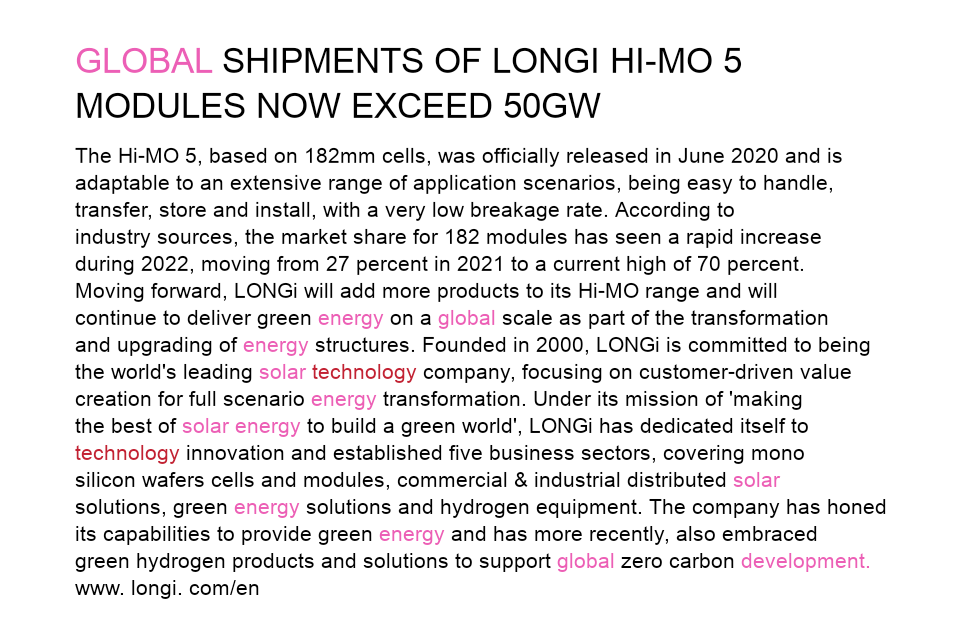 GLOBAL SHIPMENTS OF LONGI HI-MO 5
MODULES NOW EXCEED 50GW
The Hi-MO 5, based on 182mm cells, was officially released in June 2020 and is
adaptable to an extensive range of application scenarios, being easy to handle,
transfer, store and install, with a very low breakage rate. According to
industry sources, the market share for 182 modules has seen a rapid increase
during 2022, moving from 27 percent in 2021 to a current high of 70 percent.
Moving forward, LONGi will add more products to its Hi-MO range and will
continue to deliver green energy on a global scale as part of the transformation
and upgrading of energy structures. Founded in 2000, LONGi is committed to being
the world's leading solar technology company, focusing on customer-driven value
creation for full scenario energy transformation. Under its mission of 'making
the best of solar energy to build a green world', LONGi has dedicated itself to
technology innovation and established five business sectors, covering mono
silicon wafers cells and modules, commercial & industrial distributed solar
solutions, green energy solutions and hydrogen equipment. The company has honed
its capabilities to provide green energy and has more recently, also embraced
green hydrogen products and solutions to support global zero carbon development.
www. longi. com/en